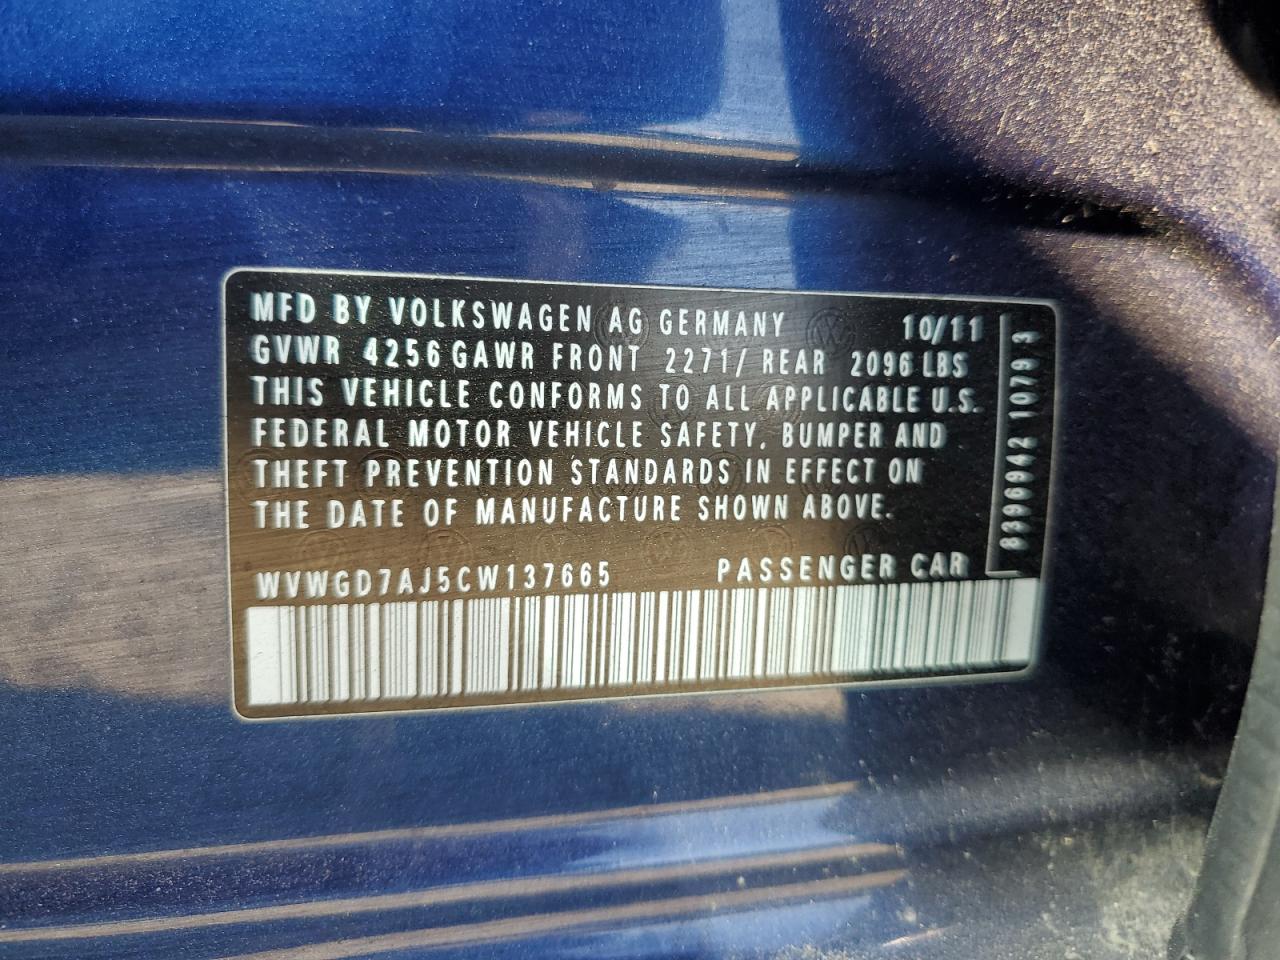 MFD BY VOLKSWAGEN AG GERMANY 10/11
GVWR 4256 GAWR FRONT 2271/ REAR 2096 LBS
THIS VEHICLE CONFORMS TO ALL APPLICABLE U.S.
FEDERAL MOTOR VEHICLE SAFETY, BUMPER AND
THEFT PREVENTION STANDARDS IN EFFECT ON
THE DATE OF MANUFACTURE SHOWN ABOVE.
WVWGD7AJ5CW137665 PASSENGER CAR
8396942 10793